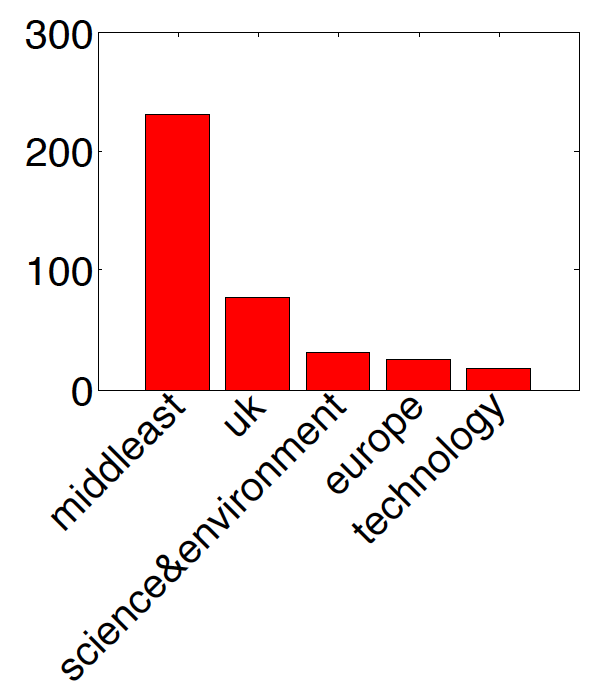 300
200
100
0
middleast
uk
science&environment
europe
technology